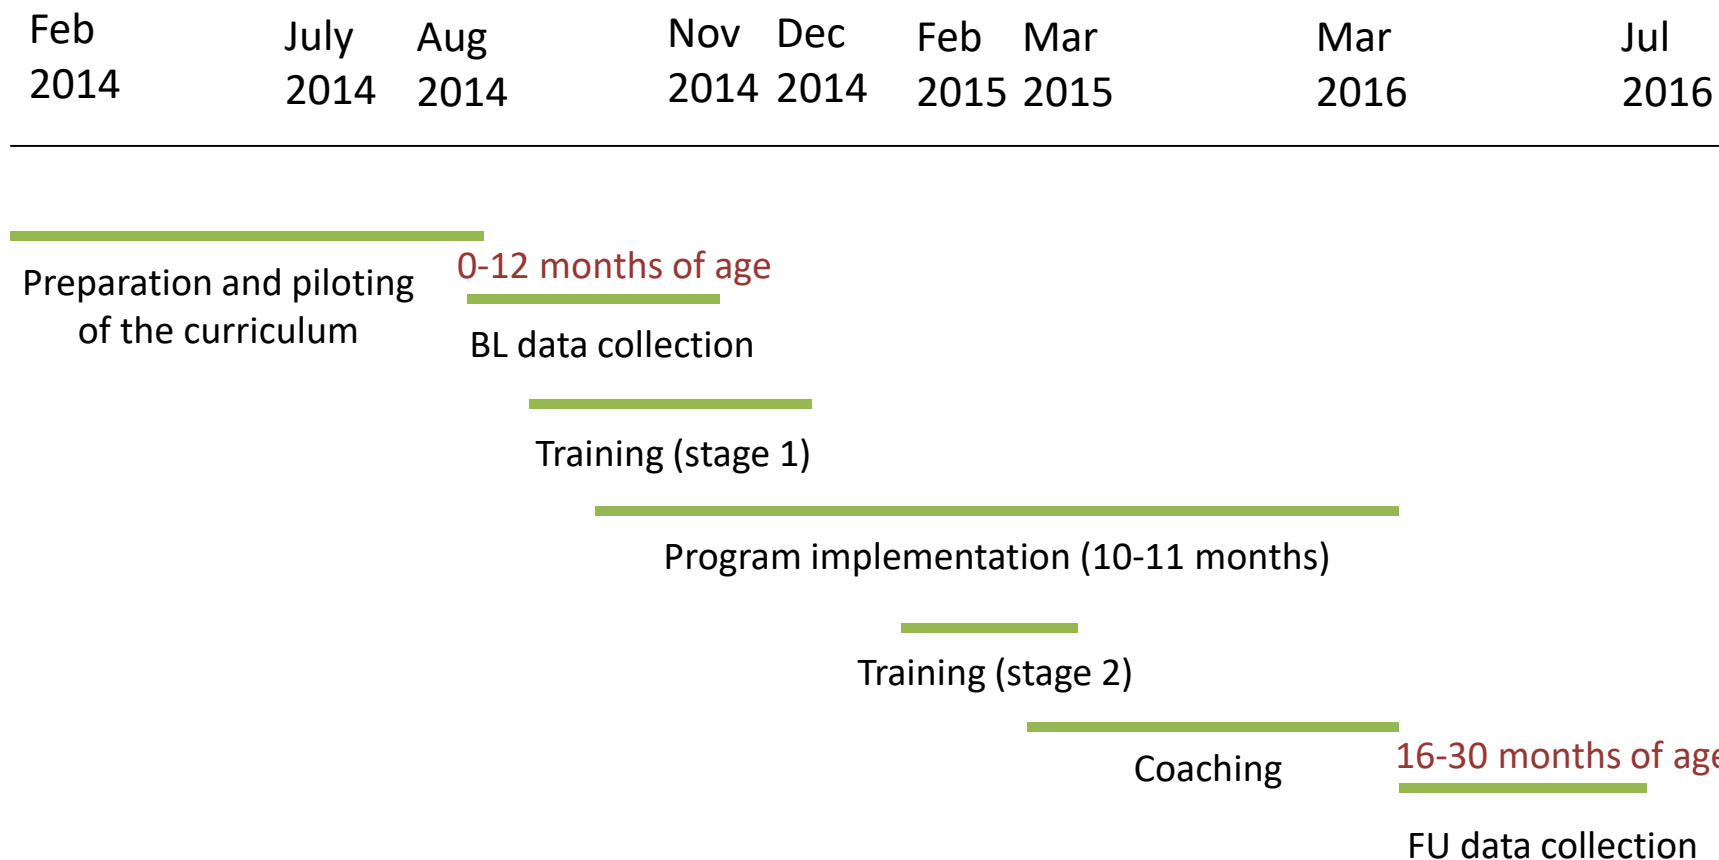 Feb July Aug Nov Dec Feb Mar Mar Jul
2014 2014 2014 2014 2014 2015 2015 2016 2016
Preparation and piloting
of the curriculum
0-12 months of age
BL data collection
Training (stage 1)
Program implementation (10-11 months)
Training (stage 2)
Coaching
16-30 months of age
FU data collection